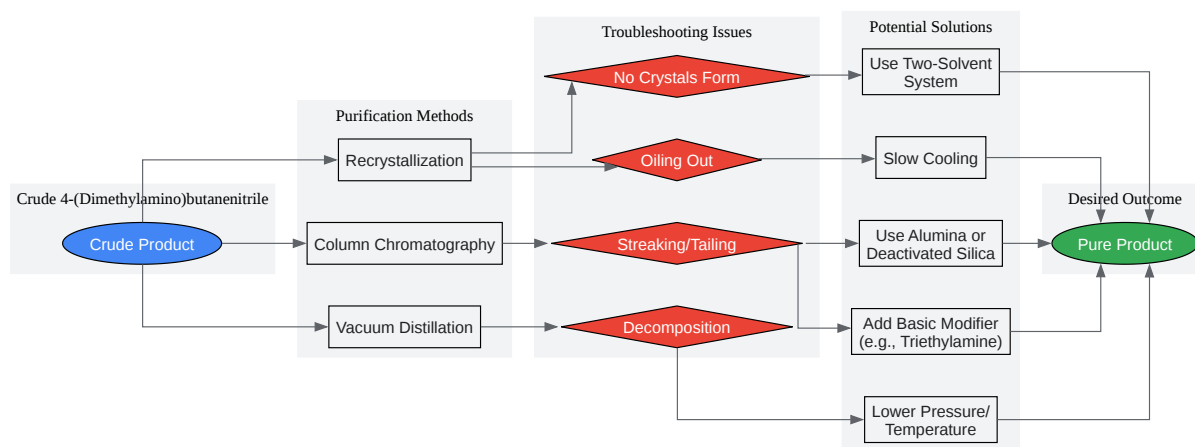 Crude 4-(Dimethylamino)butanenitrile
Crude Product
Purification Methods
Recrystallization
Column Chromatography
Vacuum Distillation
Troubleshooting Issues
No Crystals Form
Oiling Out
Streaking/Tailing
Decomposition
Potential Solutions
Use Two-Solvent
System
Slow Cooling
Use Alumina or
Deactivated Silica
Add Basic Modifier
(e.g., Triethylamine)
Lower Pressure/
Temperature
Desired Outcome
Pure Product